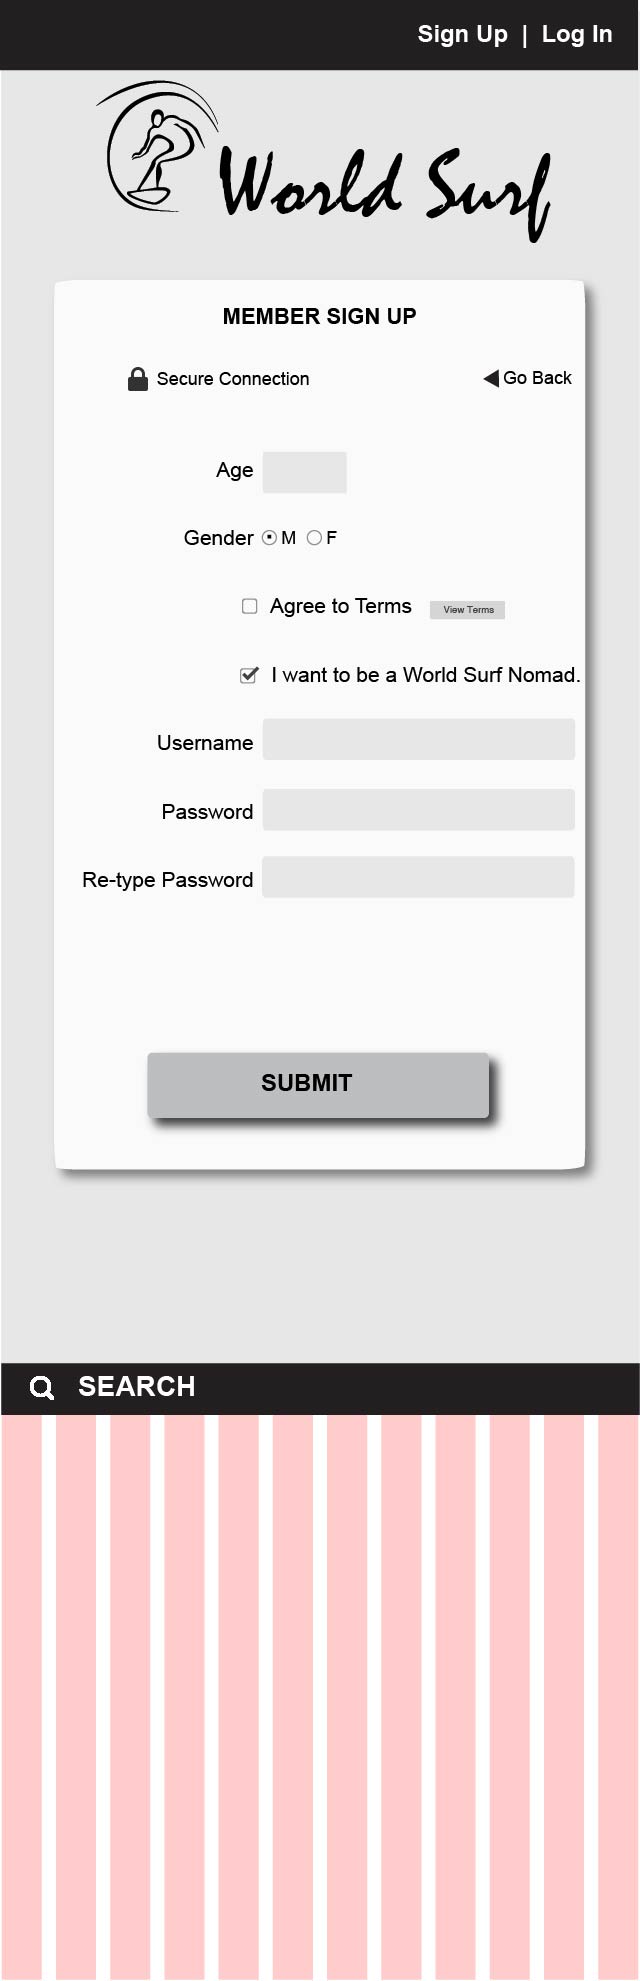 Sign Up | Log In
World Surf
MEMBER SIGN UP
Secure Connection
Go Back
Age
Gender M F
Agree to Terms View Terms
I want to be a World Surf Nomad.
Username
Password
Re-type Password
SUBMIT
SEARCH